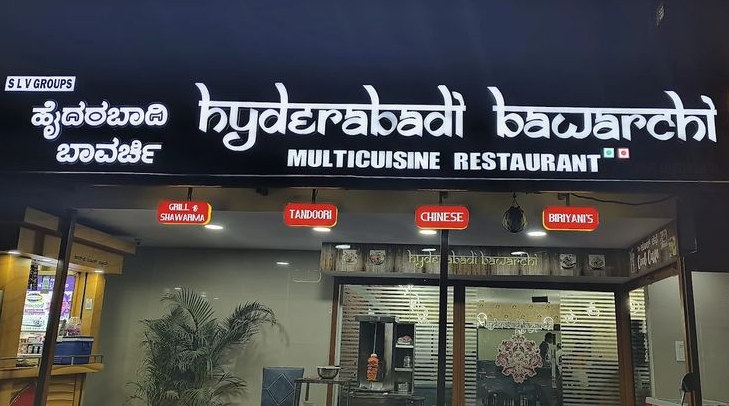 S L V GROUPS
ಹೈದರಬಾದಿ
ಬಾವರ್ಚಿ
hyderabadi bawarchi
MULTICUISINE RESTAURANT
GRILL &
SHAWARMA
TANDOORI
CHINESE
BIRIYANI'S
hyderabadi bawarchi